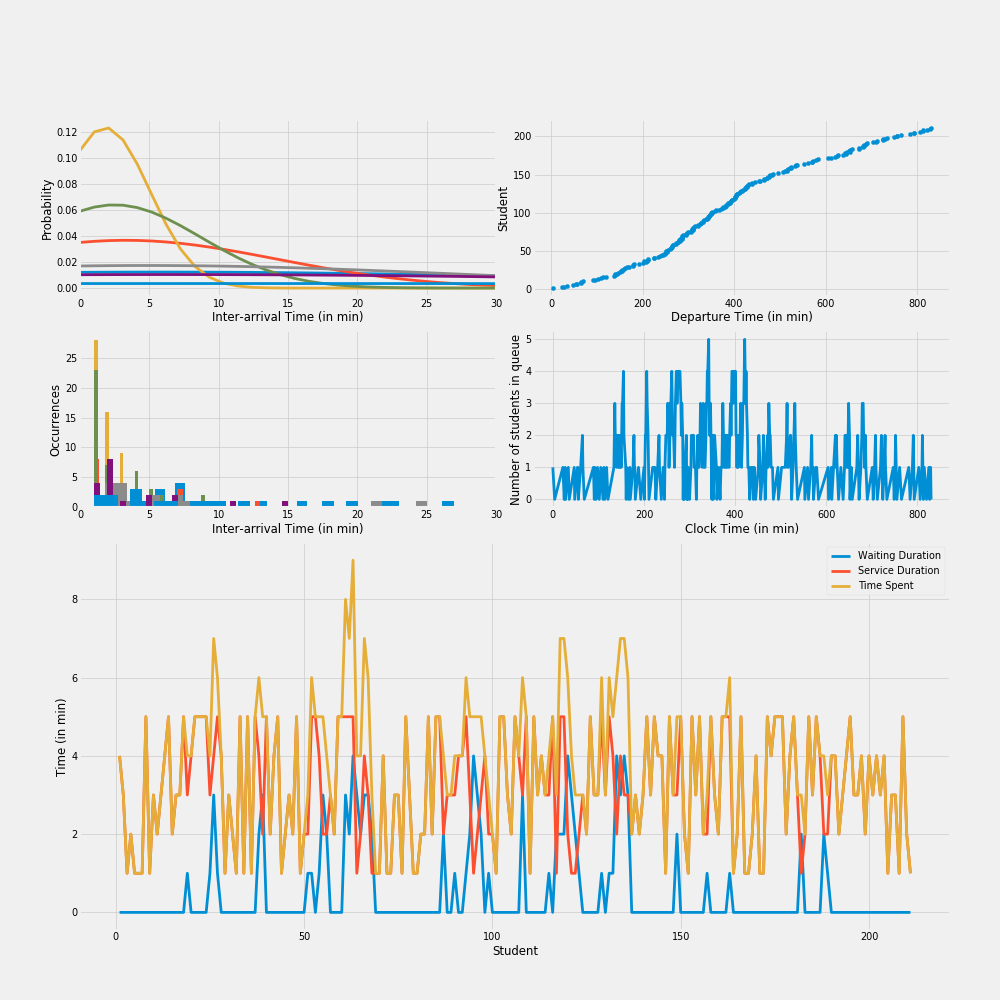 0.12
0.10
0.08
0.06
0.04
0.02
0.00
Probability
0 5 10 15 20 25 30
Inter-arrival Time (in min)
200
150
100
50
0
Student
0 200 400 600 800
Departure Time (in min)
25
20
15
10
5
0
Occurrences
0 5 10 15 20 25 30
Inter-arrival Time (in min)
5
4
3
2
1
0
Number of students in queue
0 200 400 600 800
Clock Time (in min)
Waiting Duration
Service Duration
Time Spent
8
6
4
2
0
Time (in min)
0 50 100 150 200
Student